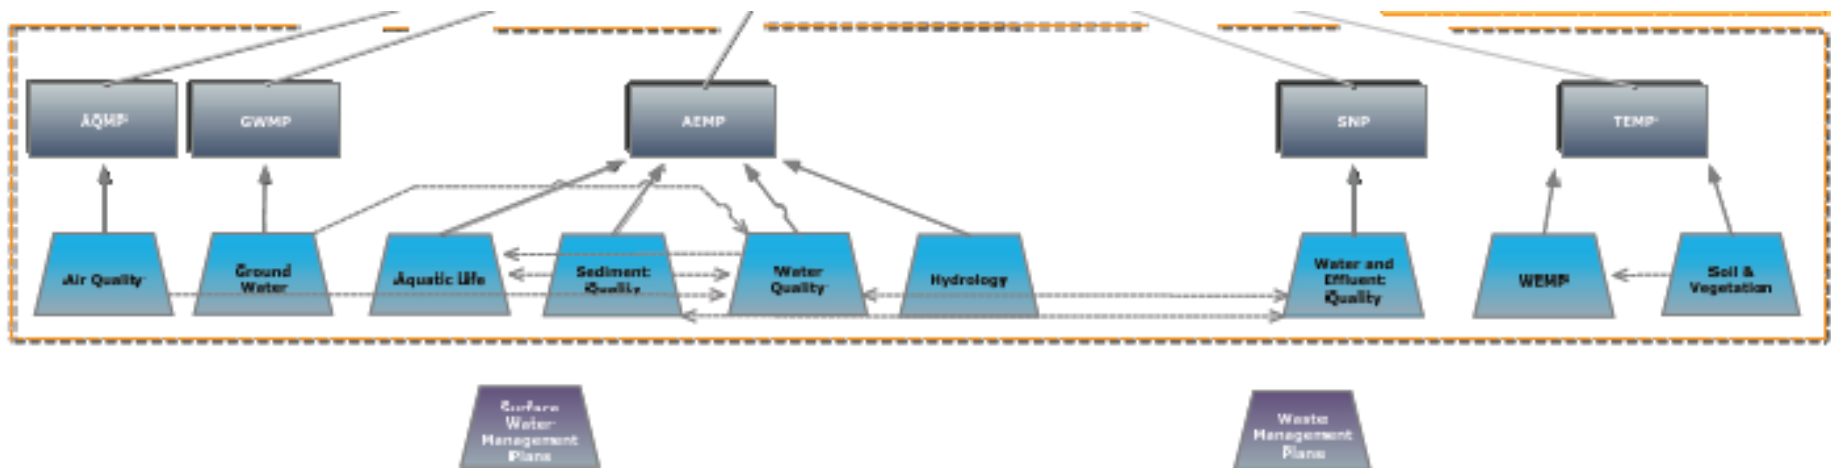 AQMP
GWMP
AEMP
SNP
TEMP
Air Quality
Ground
Water
Aquatic Life
Sediment
Quality
Water
Quality
Hydrology
Water and
Effluent
Quality
WEMP
Soil &
Vegetation
Surface
Water
Management
Plans
Waste
Management
Plans